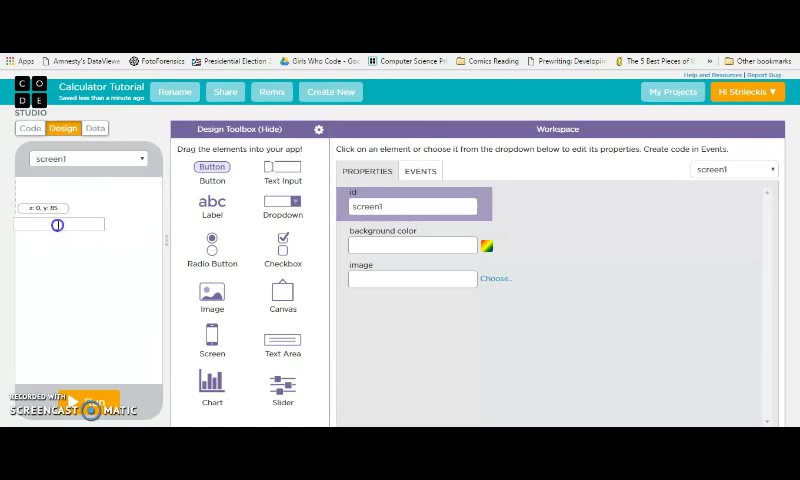 Apps Amnesty's DataViewe FotoForensics Presidential Election 2 Girls Who Code - Goo Computer Science Pri Comics Reading Prewriting: Developin The 5 Best Pieces of M » Other bookmarks
Help and Resources | Report Bug
C O D E STUDIO
Calculator Tutorial
Saved less than a minute ago
Rename Share Remix Create New My Projects Hi Strileckis ▼
Code Design Data
Design Toolbox (Hide) Workspace
screen1
Drag the elements into your app!
Click on an element or choose it from the dropdown below to edit its properties. Create code in Events.
Button
Button
Text Input
PROPERTIES EVENTS
screen1
x: 0, y: 85
abc
Label
Dropdown
id
screen1
background color
Radio Button
Checkbox
image
Choose..
Image
Canvas
Screen
Text Area
Chart
Slider
Run
RECORDED WITH
SCREENCAST MATIC